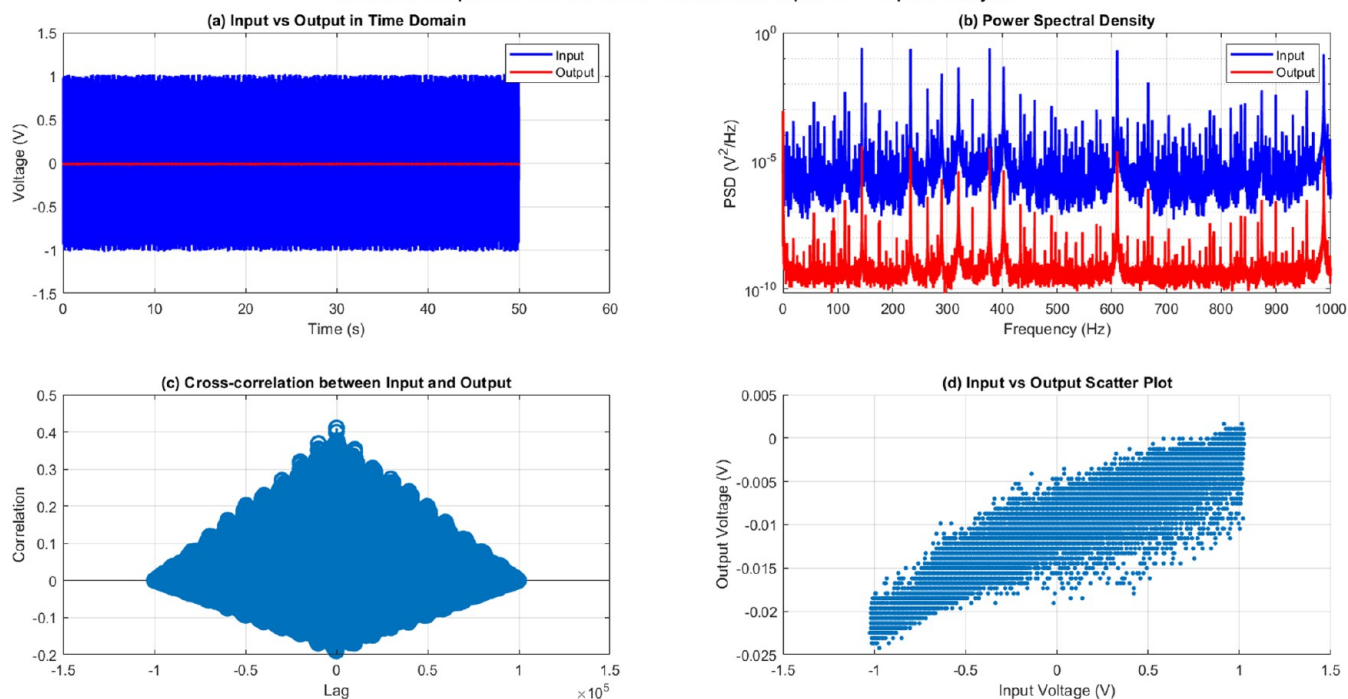 (a) Input vs Output in Time Domain
1.5
1
0.5
0
-0.5
-1
-1.5
Voltage (V)
Input
Output
0 10 20 30 40 50 60
Time (s)
(b) Power Spectral Density
10^0
10^-5
10^-10
PSD (V^2/Hz)
Input
Output
0 100 200 300 400 500 600 700 800 900 1000
Frequency (Hz)
(c) Cross-correlation between Input and Output
0.5
0.4
0.3
0.2
0.1
0
-0.1
-0.2
Correlation
-1.5 -1 -0.5 0 0.5 1 1.5
Lag
×10^5
(d) Input vs Output Scatter Plot
0.005
0
-0.005
-0.01
-0.015
-0.02
-0.025
Output Voltage (V)
-1.5 -1 -0.5 0 0.5 1 1.5
Input Voltage (V)